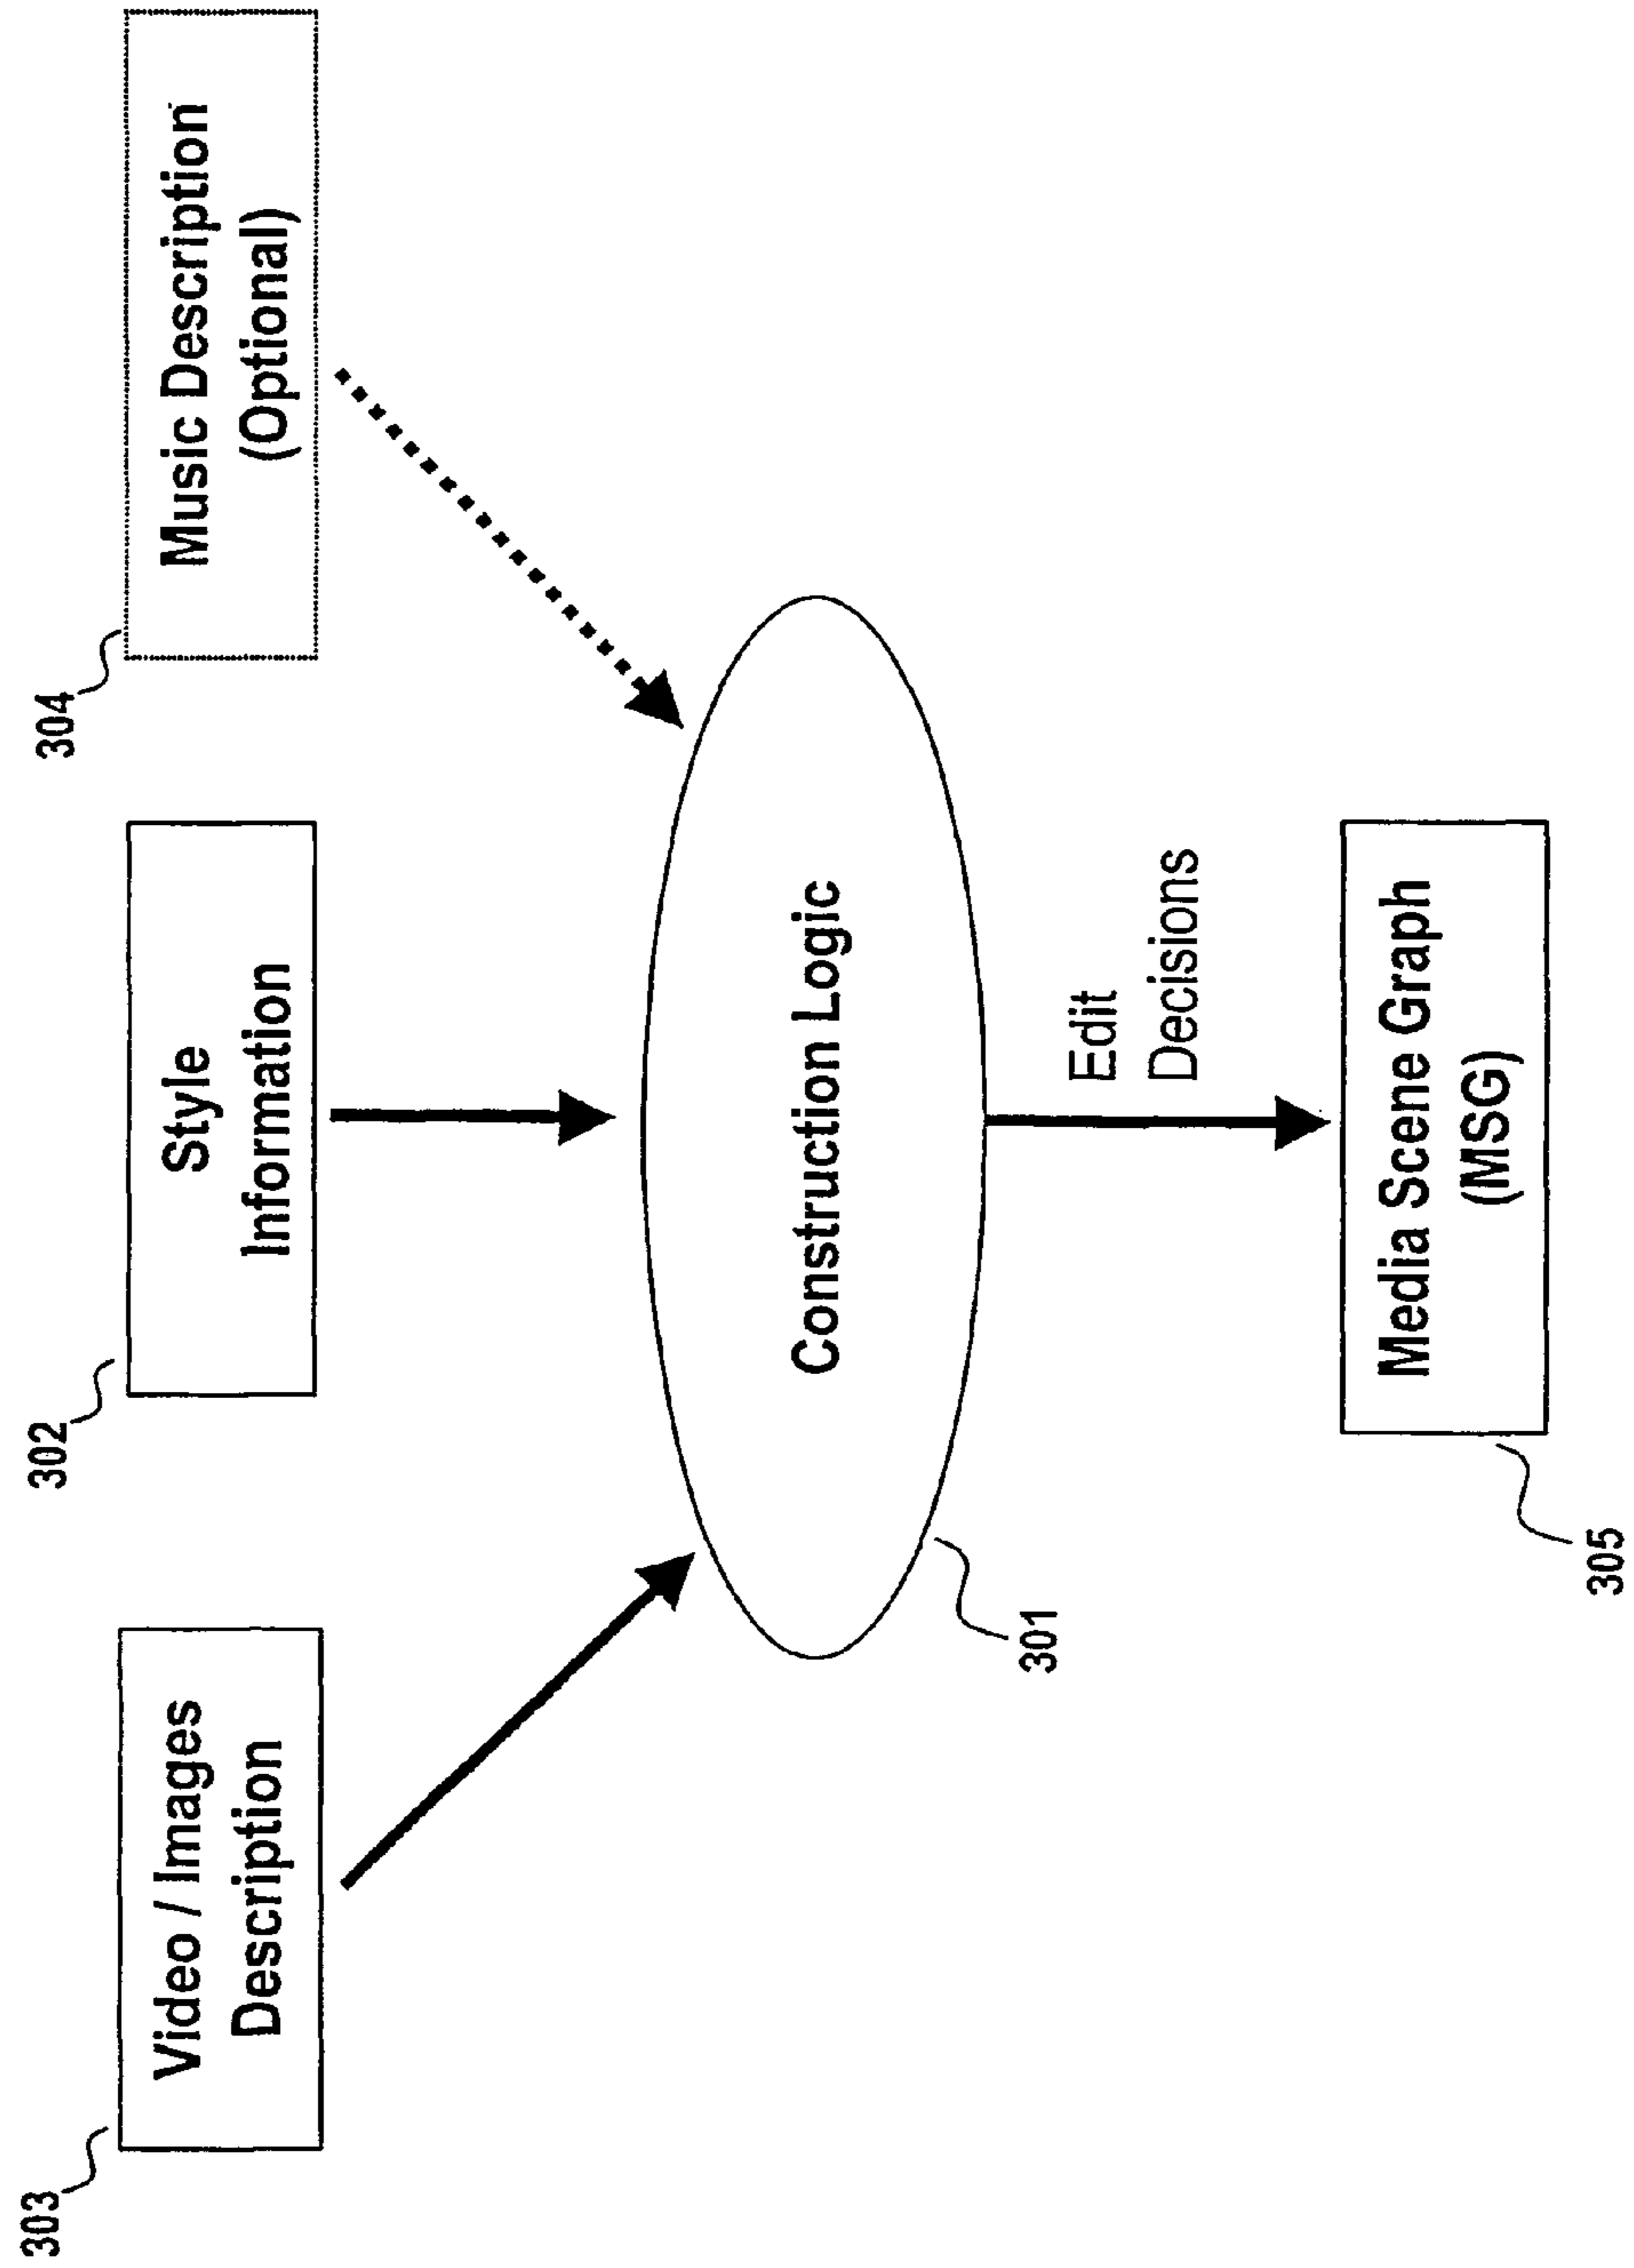 303
Video / Images
Description
302
Style
Information
304
Music Description
(Optional)
Construction Logic
301
Edit
Decisions
Media Scene Graph
(MSG)
305